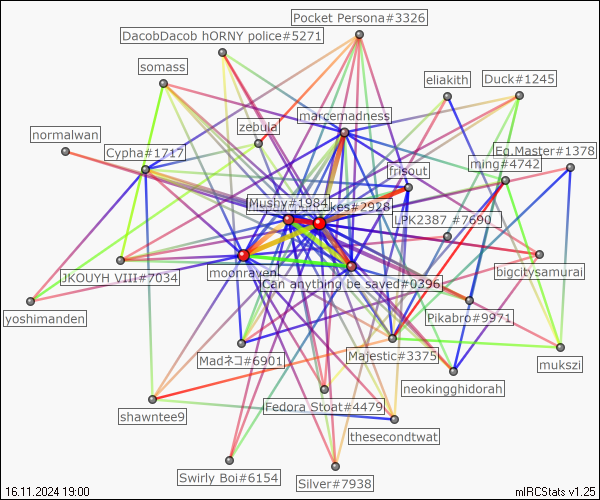 Pocket Persona#3326
DacobDacob hORNY police#5271
somass
eliakith
Duck#1245
marcemadness
zebula
normalwan
Cypha#1717
Eg.Master#1378
ming#4742
frisout
Mushy#1984
kes#2928
LPK2387 #7690
JKOUYH VIII#7034
moonraven
bigcitysamurai
Can anything be saved#0396
yoshimanden
Pikabro#9971
Madネコ#6901
Majestic#3375
mukszi
neokingghidorah
shawntee9
Fedora Stoat#4479
thesecondtwat
Swirly Boi#6154
Silver#7938
16.11.2024 19:00
mIRCStats v1.25